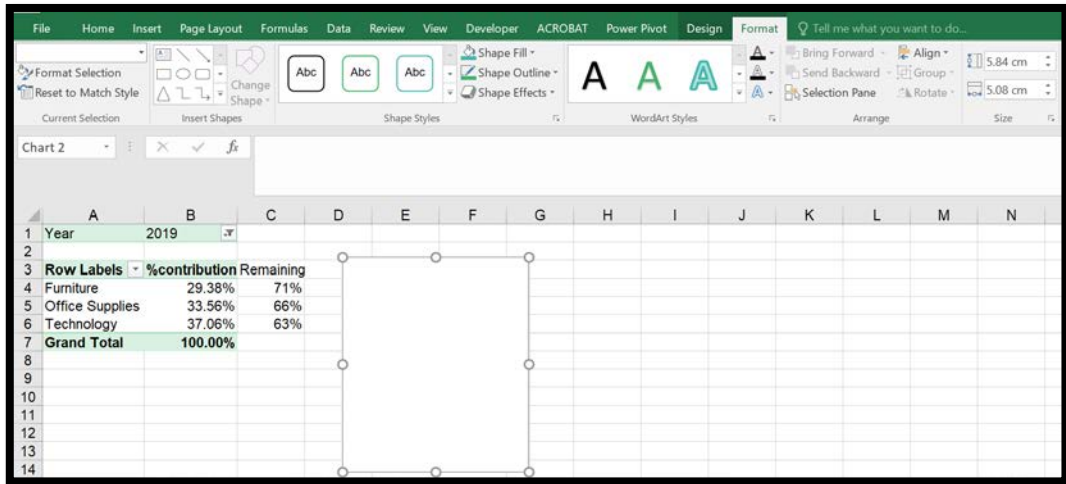 File Home Insert Page Layout Formulas Data Review View Developer ACROBAT Power Pivot Design Format Tell me what you want to do...
Format Selection
Reset to Match Style
Current Selection
Change Shape
Insert Shapes
Abc Abc Abc
Shape Fill
Shape Outline
Shape Effects
Shape Styles
A A A
A
A
A
WordArt Styles
Bring Forward
Send Backward
Selection Pane
Align
Group
Rotate
Arrange
5.84 cm
5.08 cm
Size
Chart 2 fx
A B C D E F G H I J K L M N
1 Year 2019
2
3 Row Labels %contribution Remaining
4 Furniture 29.38% 71%
5 Office Supplies 33.56% 66%
6 Technology 37.06% 63%
7 Grand Total 100.00%
8
9
10
11
12
13
14